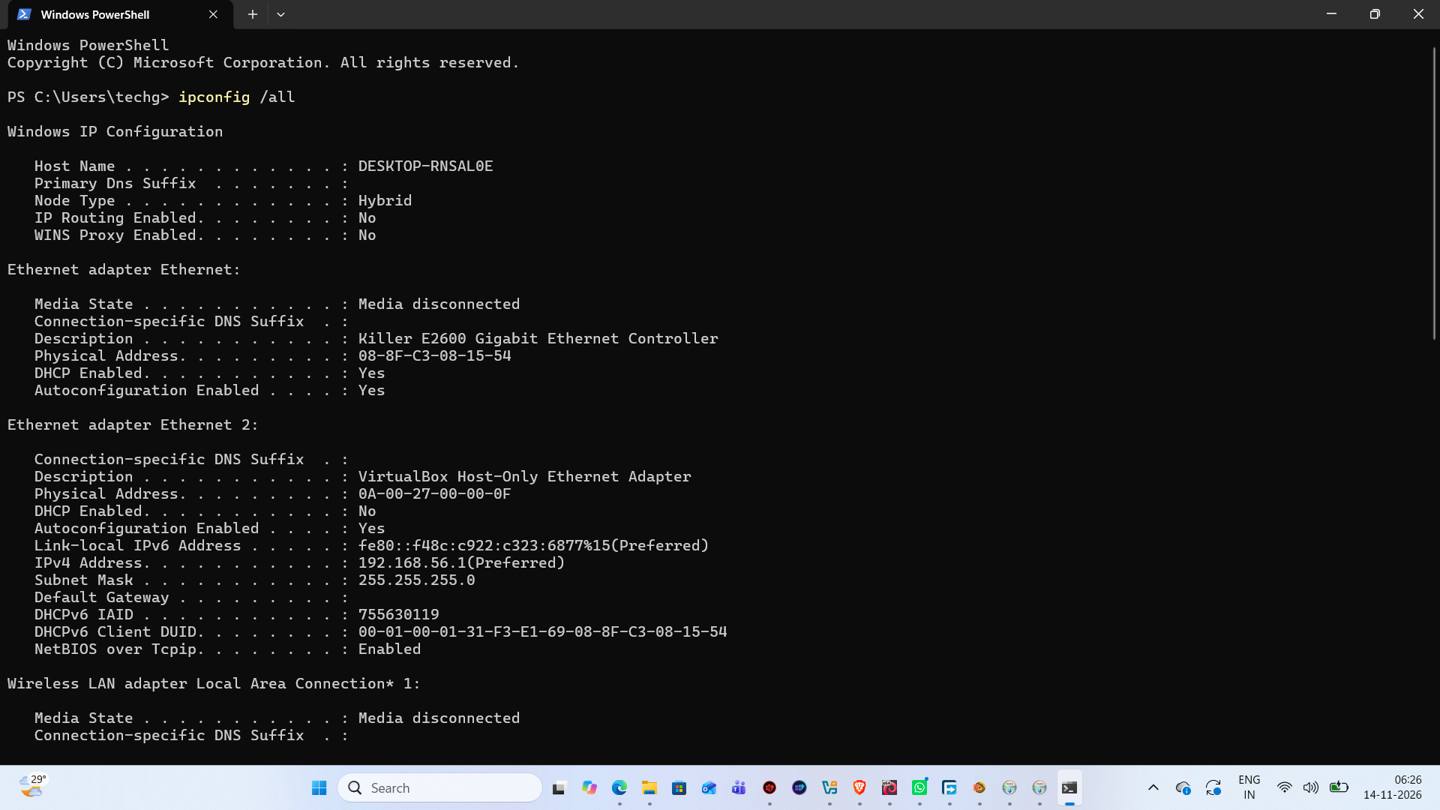 Windows PowerShell
Windows PowerShell
Copyright (C) Microsoft Corporation. All rights reserved.
PS C:\Users\techg> ipconfig /all
Windows IP Configuration
Host Name . . . . . . . . . . . . : DESKTOP-RNSAL0E
Primary Dns Suffix  . . . . . . . :
Node Type . . . . . . . . . . . . : Hybrid
IP Routing Enabled. . . . . . . . : No
WINS Proxy Enabled. . . . . . . . : No
Ethernet adapter Ethernet:
Media State . . . . . . . . . . . : Media disconnected
Connection-specific DNS Suffix  . :
Description . . . . . . . . . . . : Killer E2600 Gigabit Ethernet Controller
Physical Address. . . . . . . . . : 08-8F-C3-08-15-54
DHCP Enabled. . . . . . . . . . . : Yes
Autoconfiguration Enabled . . . . : Yes
Ethernet adapter Ethernet 2:
Connection-specific DNS Suffix  . :
Description . . . . . . . . . . . : VirtualBox Host-Only Ethernet Adapter
Physical Address. . . . . . . . . : 0A-00-27-00-00-0F
DHCP Enabled. . . . . . . . . . . : No
Autoconfiguration Enabled . . . . : Yes
Link-local IPv6 Address . . . . . : fe80::f48c:c922:c323:6877%15(Preferred)
IPv4 Address. . . . . . . . . . . : 192.168.56.1(Preferred)
Subnet Mask . . . . . . . . . . . : 255.255.255.0
Default Gateway . . . . . . . . . :
DHCPv6 IAID . . . . . . . . . . . : 755630119
DHCPv6 Client DUID. . . . . . . . : 00-01-00-01-31-F3-E1-69-08-8F-C3-08-15-54
NetBIOS over Tcpip. . . . . . . . : Enabled
Wireless LAN adapter Local Area Connection* 1:
Media State . . . . . . . . . . . : Media disconnected
Connection-specific DNS Suffix  . :
29°
Search
ENG
IN
06:26
14-11-2026